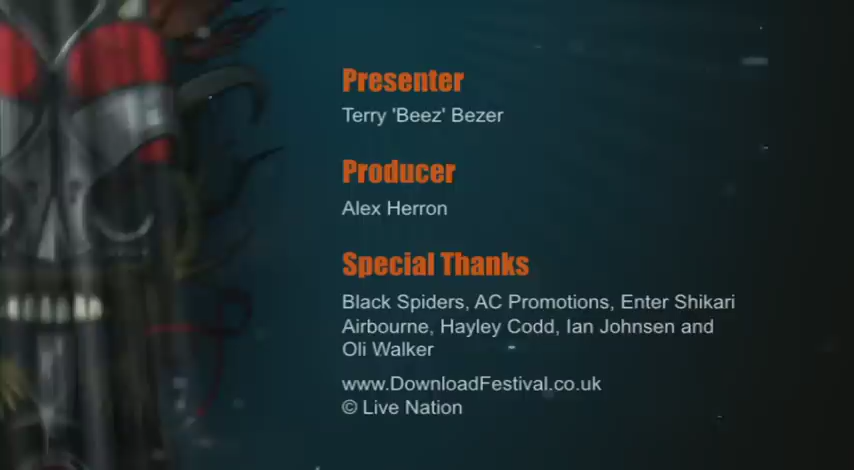 Presenter
Terry 'Beez' Bezer
Producer
Alex Herron
Special Thanks
Black Spiders, AC Promotions, Enter Shikari
Airbourne, Hayley Codd, Ian Johnsen and
Oli Walker
www.DownloadFestival.co.uk
© Live Nation